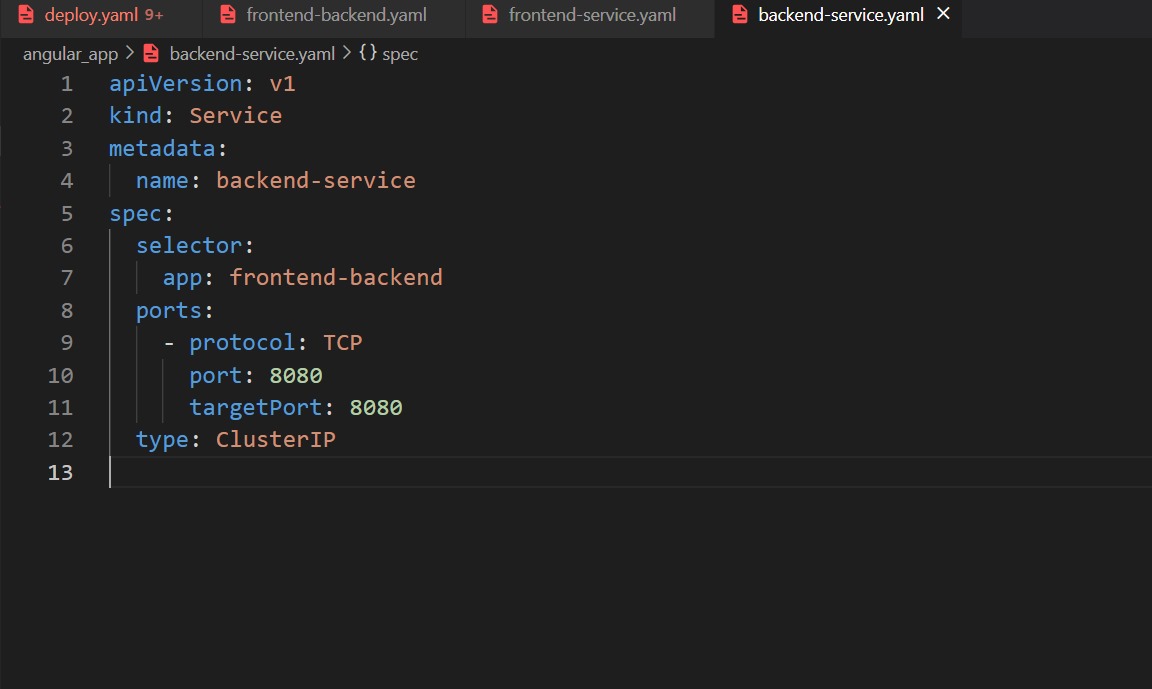 deploy.yaml 9+ frontend-backend.yaml frontend-service.yaml backend-service.yaml
angular_app > backend-service.yaml > {} spec
1 apiVersion: v1
2 kind: Service
3 metadata:
4   name: backend-service
5 spec:
6   selector:
7     app: frontend-backend
8   ports:
9     - protocol: TCP
10       port: 8080
11       targetPort: 8080
12   type: ClusterIP
13